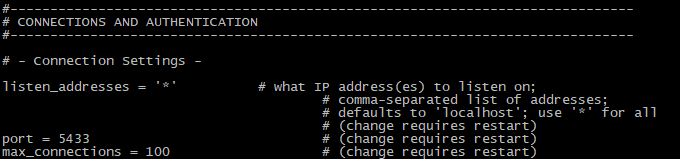 #------------------------------------------------------------------------------
# CONNECTIONS AND AUTHENTICATION
#------------------------------------------------------------------------------

# - Connection Settings -

listen_addresses = '*'          # what IP address(es) to listen on;
                                        # comma-separated list of addresses;
                                        # defaults to 'localhost'; use '*' for all
                                        # (change requires restart)
port = 5433                             # (change requires restart)
max_connections = 100                   # (change requires restart)